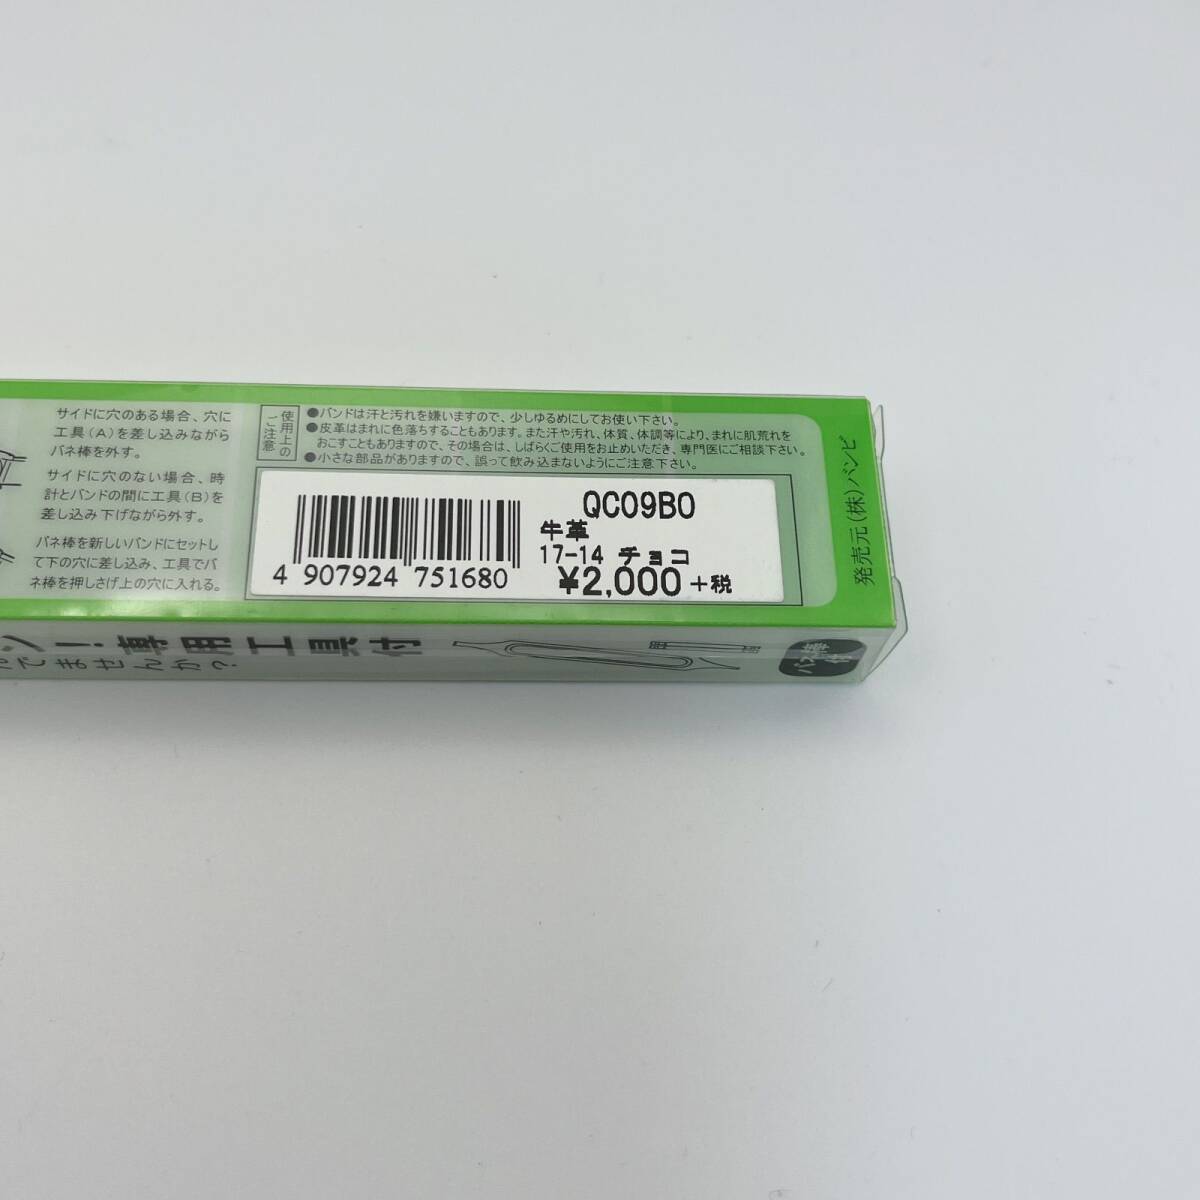 サイドに穴のある場合、穴に
工具(A)を差し込みながら
バネ棒を外す。
サイドに穴のない場合、時
計とバンドの間に工具(B)を
差し込み下げながら外す。
バネ棒を新しいバンドにセットし
て下の穴に差し込み、工具でバ
ネ棒を押しさげ上の穴に入れる。
使用上の
ご注意
●バンドは汗と汚れを嫌いますので、少しゆるめにしてお使い下さい。
●皮革はまれに色落ちすることもあります。また汗や汚れ、体質、体調等により、まれに肌荒れを
おこすこともありますので、その場合は、しばらくご使用をお止めいただき、専門医にご相談下さい。
●小さな部品がありますので、誤って飲み込まないようにご注意下さい。
QC09B0
牛革
17-14 チョコ
¥2,000+税
4 907924 751680
発売元(株)バンビ
ン!専用工具付
んでませんか?
バネ棒
付